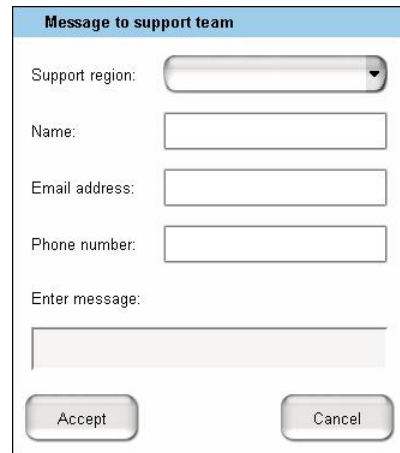 Message to support team
Support region:
Name:
Email address:
Phone number:
Enter message:
Accept Cancel